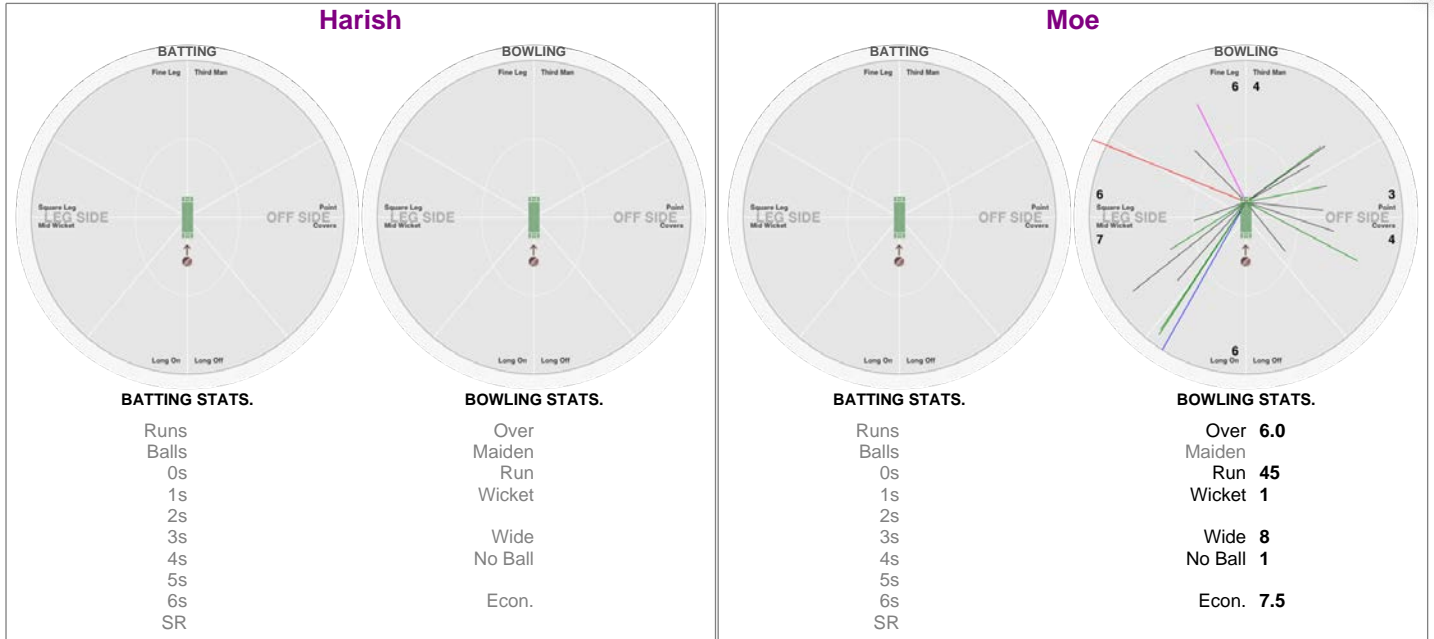 Harish
BATTING
Fine Leg Third Man
Square Leg
LEG SIDE
Mid Wicket
Point
OFF SIDE
Covers
Long On Long Off
BOWLING
Fine Leg Third Man
Square Leg
LEG SIDE
Mid Wicket
Point
OFF SIDE
Covers
Long On Long Off
BATTING STATS.
Runs
Balls
0s
1s
2s
3s
4s
5s
6s
SR
BOWLING STATS.
Over
Maiden
Run
Wicket
Wide
No Ball
Econ.
Moe
BATTING
Fine Leg Third Man
Square Leg
LEG SIDE
Mid Wicket
Point
OFF SIDE
Covers
Long On Long Off
BOWLING
Fine Leg Third Man
6 4
6
Square Leg
LEG SIDE
Mid Wicket
7
3
Point
OFF SIDE
Covers
4
6
Long On Long Off
BATTING STATS.
Runs
Balls
0s
1s
2s
3s
4s
5s
6s
SR
BOWLING STATS.
Over 6.0
Maiden
Run 45
Wicket 1
Wide 8
No Ball 1
Econ. 7.5